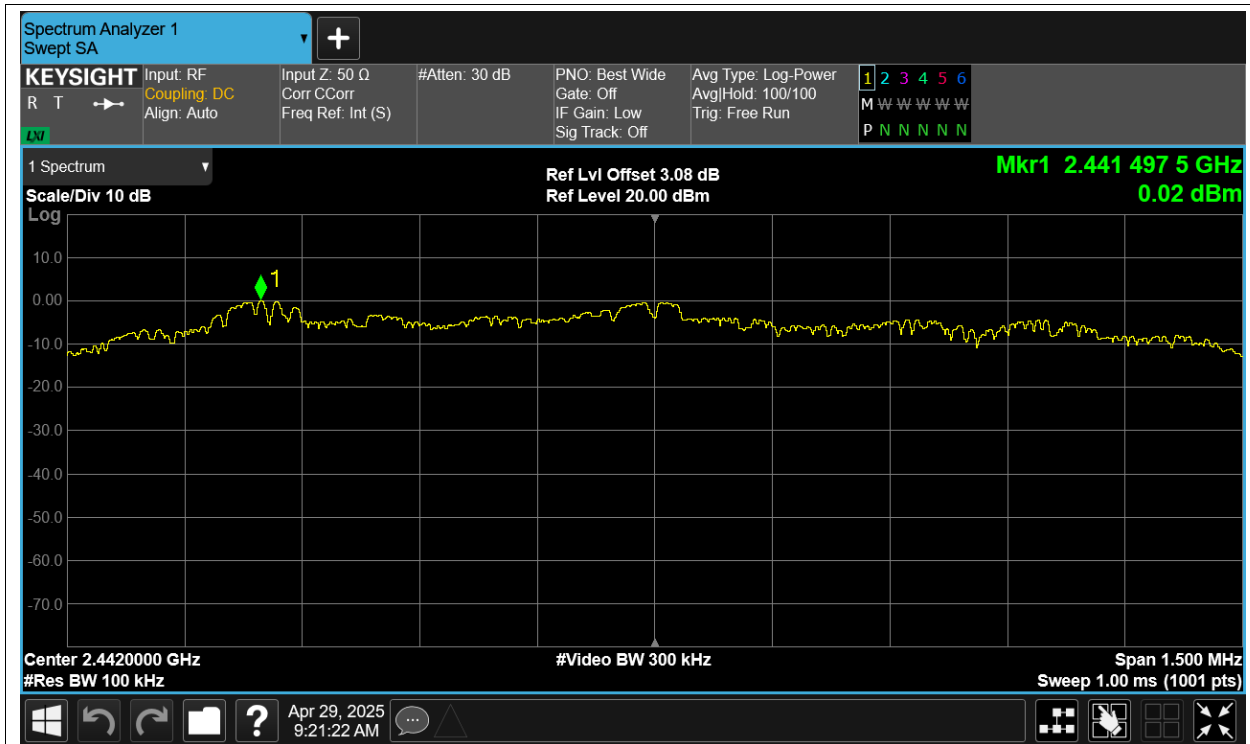 Spectrum Analyzer 1
Swept SA
+
KEYSIGHT
R T
LXI
Input: RF
Coupling: DC
Align: Auto
Input Z: 50 Ω
Corr CCorr
Freq Ref: Int (S)
#Atten: 30 dB
PNO: Best Wide
Gate: Off
IF Gain: Low
Sig Track: Off
Avg Type: Log-Power
Avg|Hold: 100/100
Trig: Free Run
1 2 3 4 5 6
M W W W W W
P N N N N N
1 Spectrum
Scale/Div 10 dB
Log
Ref Lvl Offset 3.08 dB
Ref Level 20.00 dBm
Mkr1 2.441 497 5 GHz
0.02 dBm
1
10.0
0.00
-10.0
-20.0
-30.0
-40.0
-50.0
-60.0
-70.0
Center 2.4420000 GHz
#Res BW 100 kHz
#Video BW 300 kHz
Span 1.500 MHz
Sweep 1.00 ms (1001 pts)
?
Apr 29, 2025
9:21:22 AM